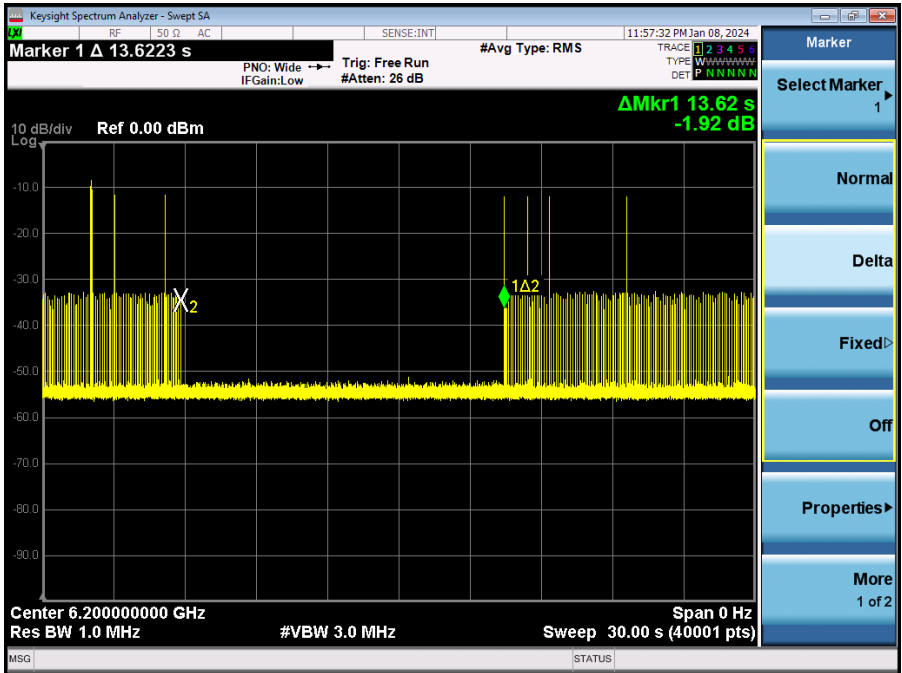 Keysight Spectrum Analyzer - Swept SA
LXI RF 50 Ω AC SENSE:INT 11:57:32 PM Jan 08, 2024
Marker 1 Δ 13.6223 s
#Avg Type: RMS
TRACE 1 2 3 4 5 6
TYPE WWWWWW
DET P N N N N N
PNO: Wide
IFGain:Low
Trig: Free Run
#Atten: 26 dB
ΔMkr1 13.62 s
-1.92 dB
10 dB/div Ref 0.00 dBm
Log
-10.0
-20.0
-30.0
-40.0
-50.0
-60.0
-70.0
-80.0
-90.0
X2
1Δ2
Center 6.200000000 GHz Span 0 Hz
Res BW 1.0 MHz #VBW 3.0 MHz Sweep 30.00 s (40001 pts)
MSG STATUS
Marker
Select Marker
1
Normal
Delta
Fixed
Off
Properties
More
1 of 2